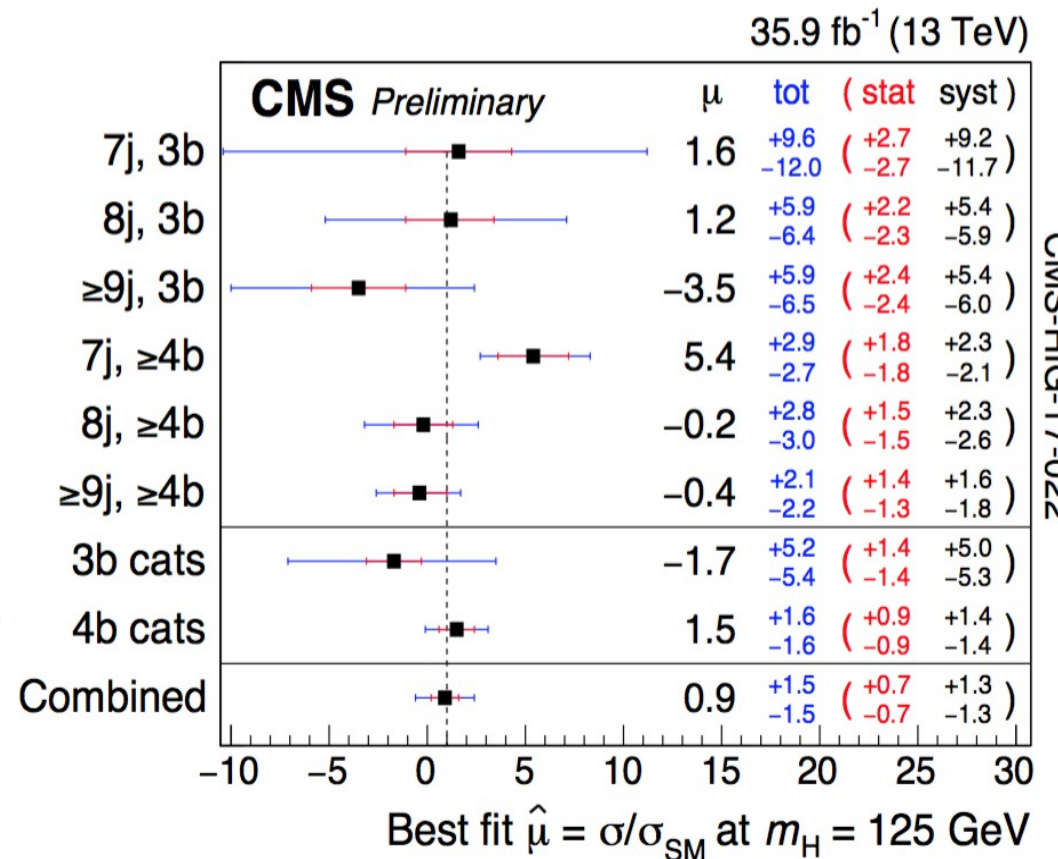 35.9 fb⁻¹ (13 TeV)
CMS Preliminary μ tot ( stat syst )
7j, 3b 1.6 +9.6 −12.0 ( +2.7 −2.7 +9.2 −11.7 )
8j, 3b 1.2 +5.9 −6.4 ( +2.2 −2.3 +5.4 −5.9 )
≥9j, 3b −3.5 +5.9 −6.5 ( +2.4 −2.4 +5.4 −6.0 )
7j, ≥4b 5.4 +2.9 −2.7 ( +1.8 −1.8 +2.3 −2.1 )
8j, ≥4b −0.2 +2.8 −3.0 ( +1.5 −1.5 +2.3 −2.6 )
≥9j, ≥4b −0.4 +2.1 −2.2 ( +1.4 −1.3 +1.6 −1.8 )
3b cats −1.7 +5.2 −5.4 ( +1.4 −1.4 +5.0 −5.3 )
4b cats 1.5 +1.6 −1.6 ( +0.9 −0.9 +1.4 −1.4 )
Combined 0.9 +1.5 −1.5 ( +0.7 −0.7 +1.3 −1.3 )
−10 −5 0 5 10 15 20 25 30
Best fit μ̂ = σ/σ_SM at m_H = 125 GeV
CMS-HIG-17-022